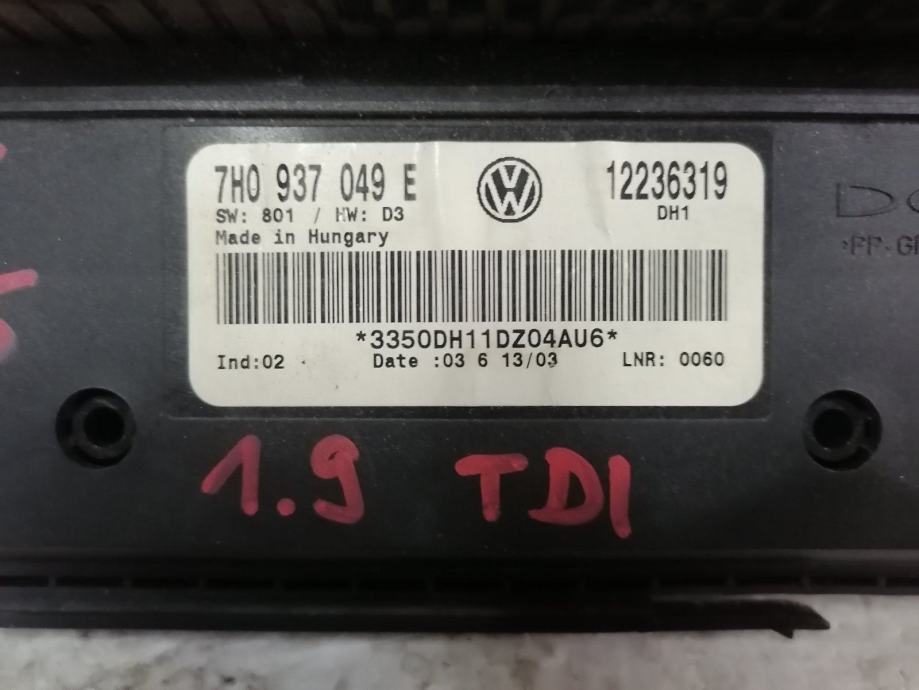 7H0 937 049 E
12236319
SW: 801 / HW: D3
DH1
Made in Hungary
*3350DH11DZ04AU6*
Ind:02
Date :03 6 13/03
LNR: 0060
1.9 TDI